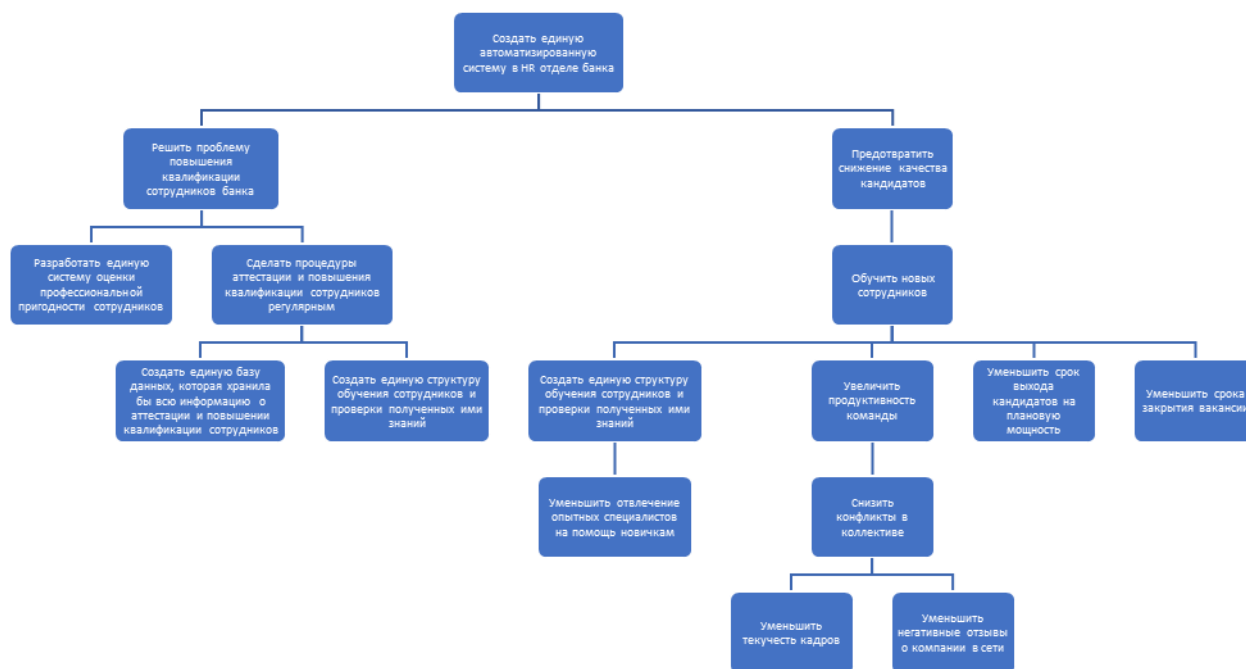 Создать единую
автоматизированную
систему в HR отделе банка
Решить проблему
повышения
квалификации
сотрудников банка
Предотвратить
снижение качества
кандидатов
Разработать единую
систему оценки
профессиональной
пригодности сотрудников
Сделать процедуры
аттестации и повышения
квалификации сотрудников
регулярным
Обучить новых
сотрудников
Создать единую базу
данных, которая хранила
бы всю информацию о
аттестации и повышении
квалификации сотрудников
Создать единую структуру
обучения сотрудников и
проверки полученных ими
знаний
Создать единую структуру
обучения сотрудников и
проверки полученных ими
знаний
Увеличить
продуктивность
команды
Уменьшить срок
выхода
кандидатов на
плановую
мощность
Уменьшить срока
закрытия вакансии
Уменьшить отвлечение
опытных специалистов
на помощь новичкам
Снизить
конфликты в
коллективе
Уменьшить
текучесть кадров
Уменьшить
негативные отзывы
о компании в сети